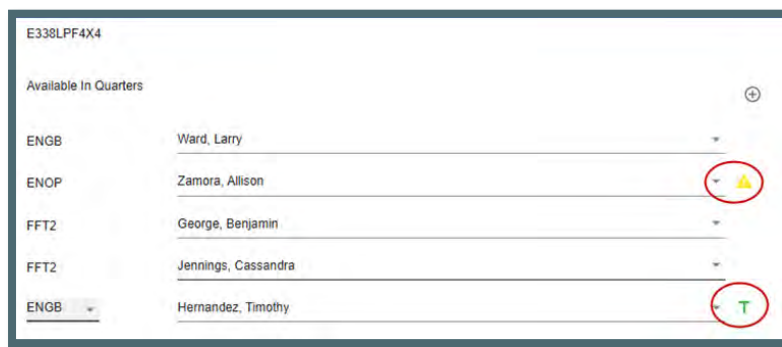 E338LPF4X4
Available In Quarters
ENGB Ward, Larry
ENOP Zamora, Allison
FFT2 George, Benjamin
FFT2 Jennings, Cassandra
ENGB Hernandez, Timothy T